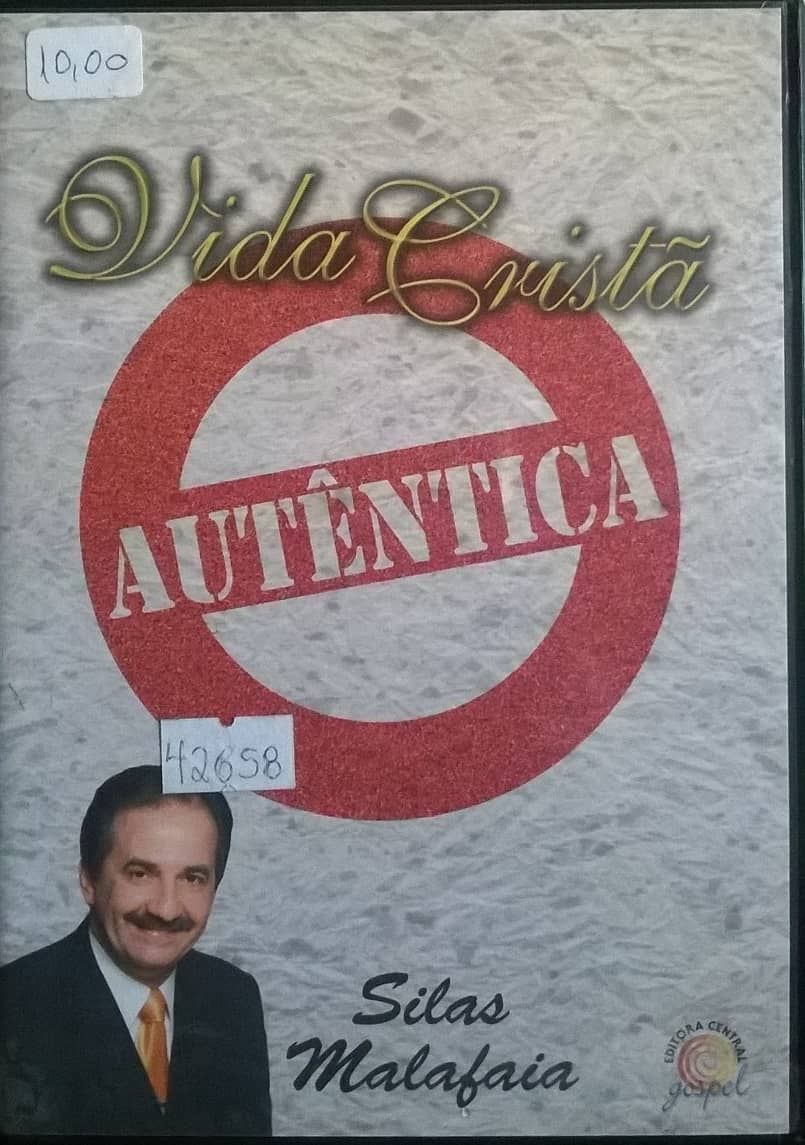 10,00
Vida Cristã
AUTÊNTICA
42658
Silas
Malafaia
EDITORA CENTRAL
gospel